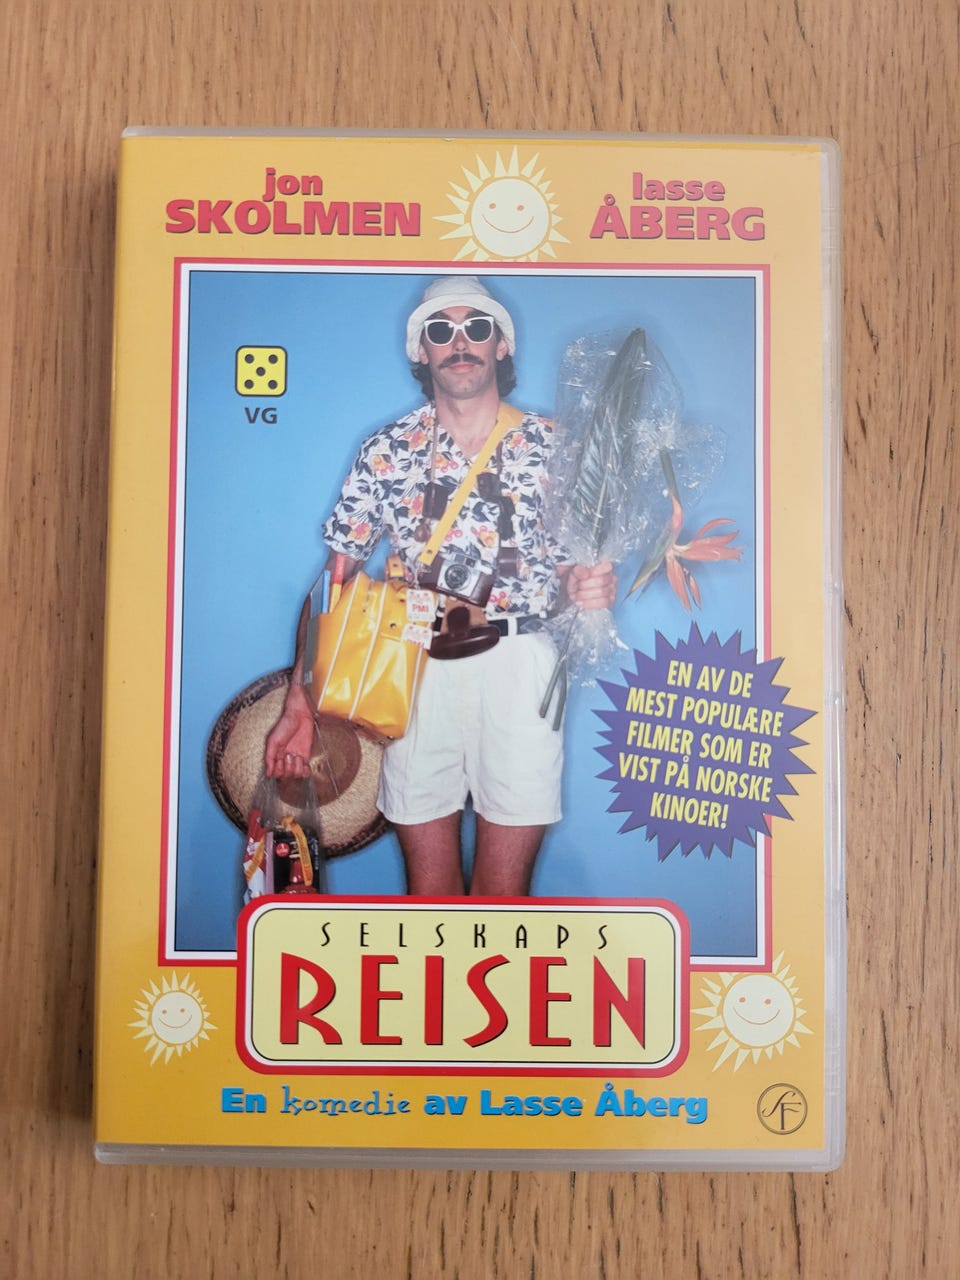 jon
SKOLMEN
lasse
ÅBERG
VG
PMI
EN AV DE
MEST POPULÆRE
FILMER SOM ER
VIST PÅ NORSKE
KINOER!
SELSKAPS
REISEN
En komedie av Lasse Åberg
SF